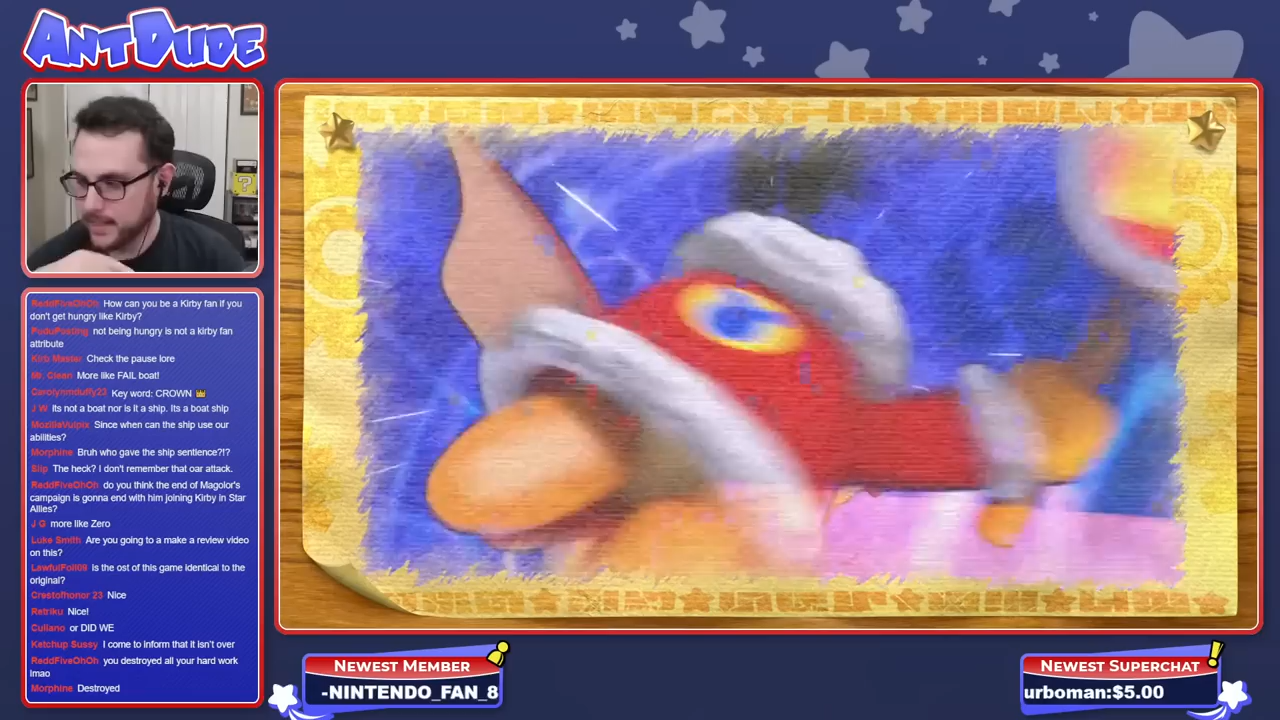 ANTDUDE
ReddFiveOhOh How can you be a Kirby fan if you
don't get hungry like Kirby?
PuduPosting not being hungry is not a kirby fan
attribute
Kirb Master Check the pause lore
Mr. Clean More like FAIL boat!
Carolynmduffy22 Key word: CROWN 👑
J W Its not a boat nor is it a ship. Its a boat ship
MozillaVulpix Since when can the ship use our
abilities?
Morphine Bruh who gave the ship sentience?!?
Slip The heck? I don't remember that oar attack.
ReddFiveOhOh do you think the end of Magolor's
campaign is gonna end with him joining Kirby in Star
Allies?
J G more like Zero
Luke Smith Are you going to a make a review video
on this?
LawfulFoil69 Is the ost of this game identical to the
original?
Crestofhonor 23 Nice
Retriku Nice!
Culiano or DID WE
Ketchup Sussy I come to inform that it isn't over
ReddFiveOhOh you destroyed all your hard work
lmao
Morphine Destroyed
NEWEST MEMBER
-NINTENDO_FAN_8
NEWEST SUPERCHAT
urboman:$5.00